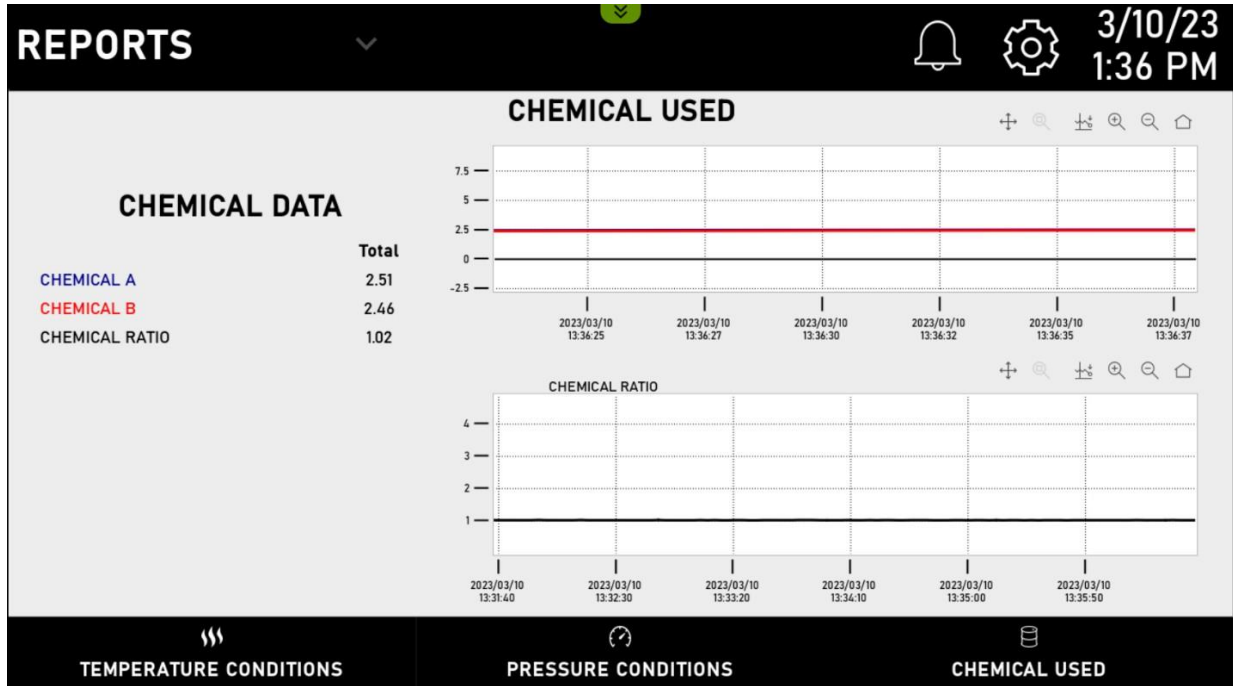 REPORTS
3/10/23
1:36 PM
CHEMICAL DATA
Total
CHEMICAL A 2.51
CHEMICAL B 2.46
CHEMICAL RATIO 1.02
CHEMICAL USED
7.5
5
2.5
0
-2.5
2023/03/10 2023/03/10 2023/03/10 2023/03/10 2023/03/10 2023/03/10
13:36:25 13:36:27 13:36:30 13:36:32 13:36:35 13:36:37
CHEMICAL RATIO
4
3
2
1
2023/03/10 2023/03/10 2023/03/10 2023/03/10 2023/03/10 2023/03/10
13:31:40 13:32:30 13:33:20 13:34:10 13:35:00 13:35:50
TEMPERATURE CONDITIONS
PRESSURE CONDITIONS
CHEMICAL USED